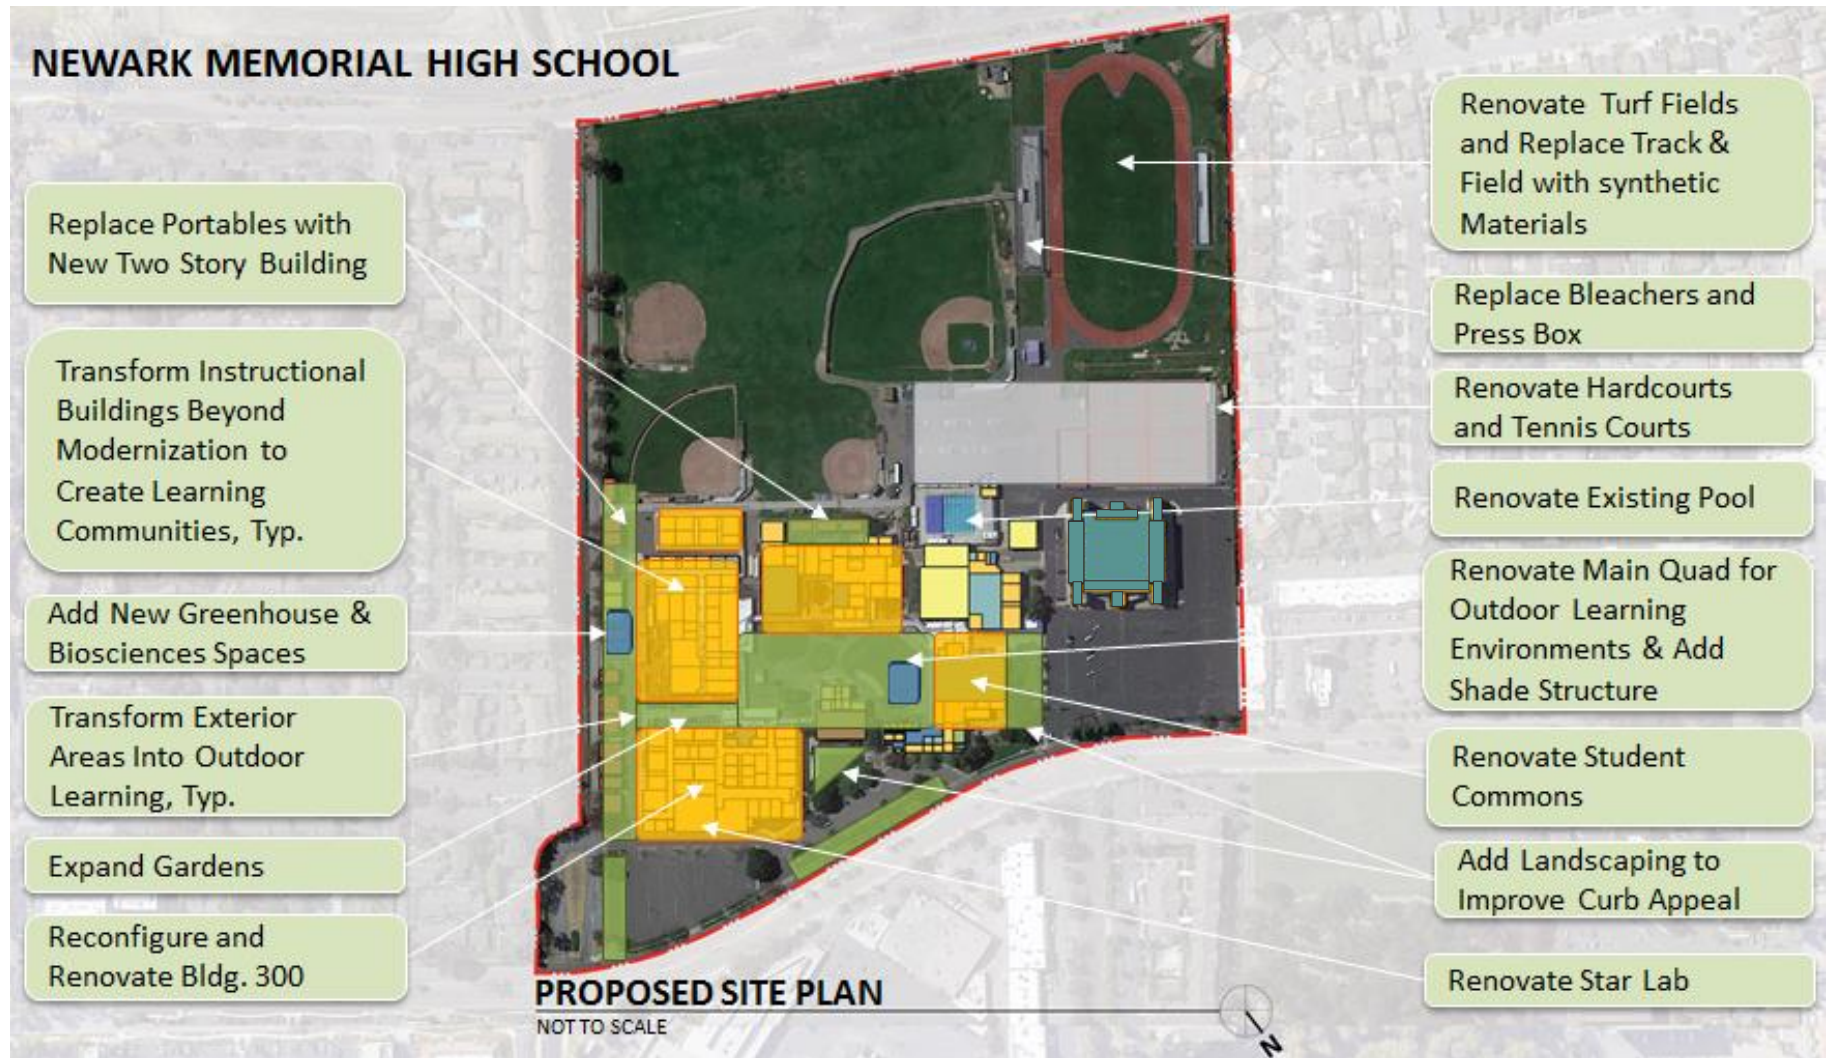 NEWARK MEMORIAL HIGH SCHOOL
Replace Portables with
New Two Story Building
Transform Instructional
Buildings Beyond
Modernization to
Create Learning
Communities, Typ.
Add New Greenhouse &
Biosciences Spaces
Transform Exterior
Areas Into Outdoor
Learning, Typ.
Expand Gardens
Reconfigure and
Renovate Bldg. 300
Renovate Turf Fields
and Replace Track &
Field with synthetic
Materials
Replace Bleachers and
Press Box
Renovate Hardcourts
and Tennis Courts
Renovate Existing Pool
Renovate Main Quad for
Outdoor Learning
Environments & Add
Shade Structure
Renovate Student
Commons
Add Landscaping to
Improve Curb Appeal
Renovate Star Lab
PROPOSED SITE PLAN
NOT TO SCALE
N